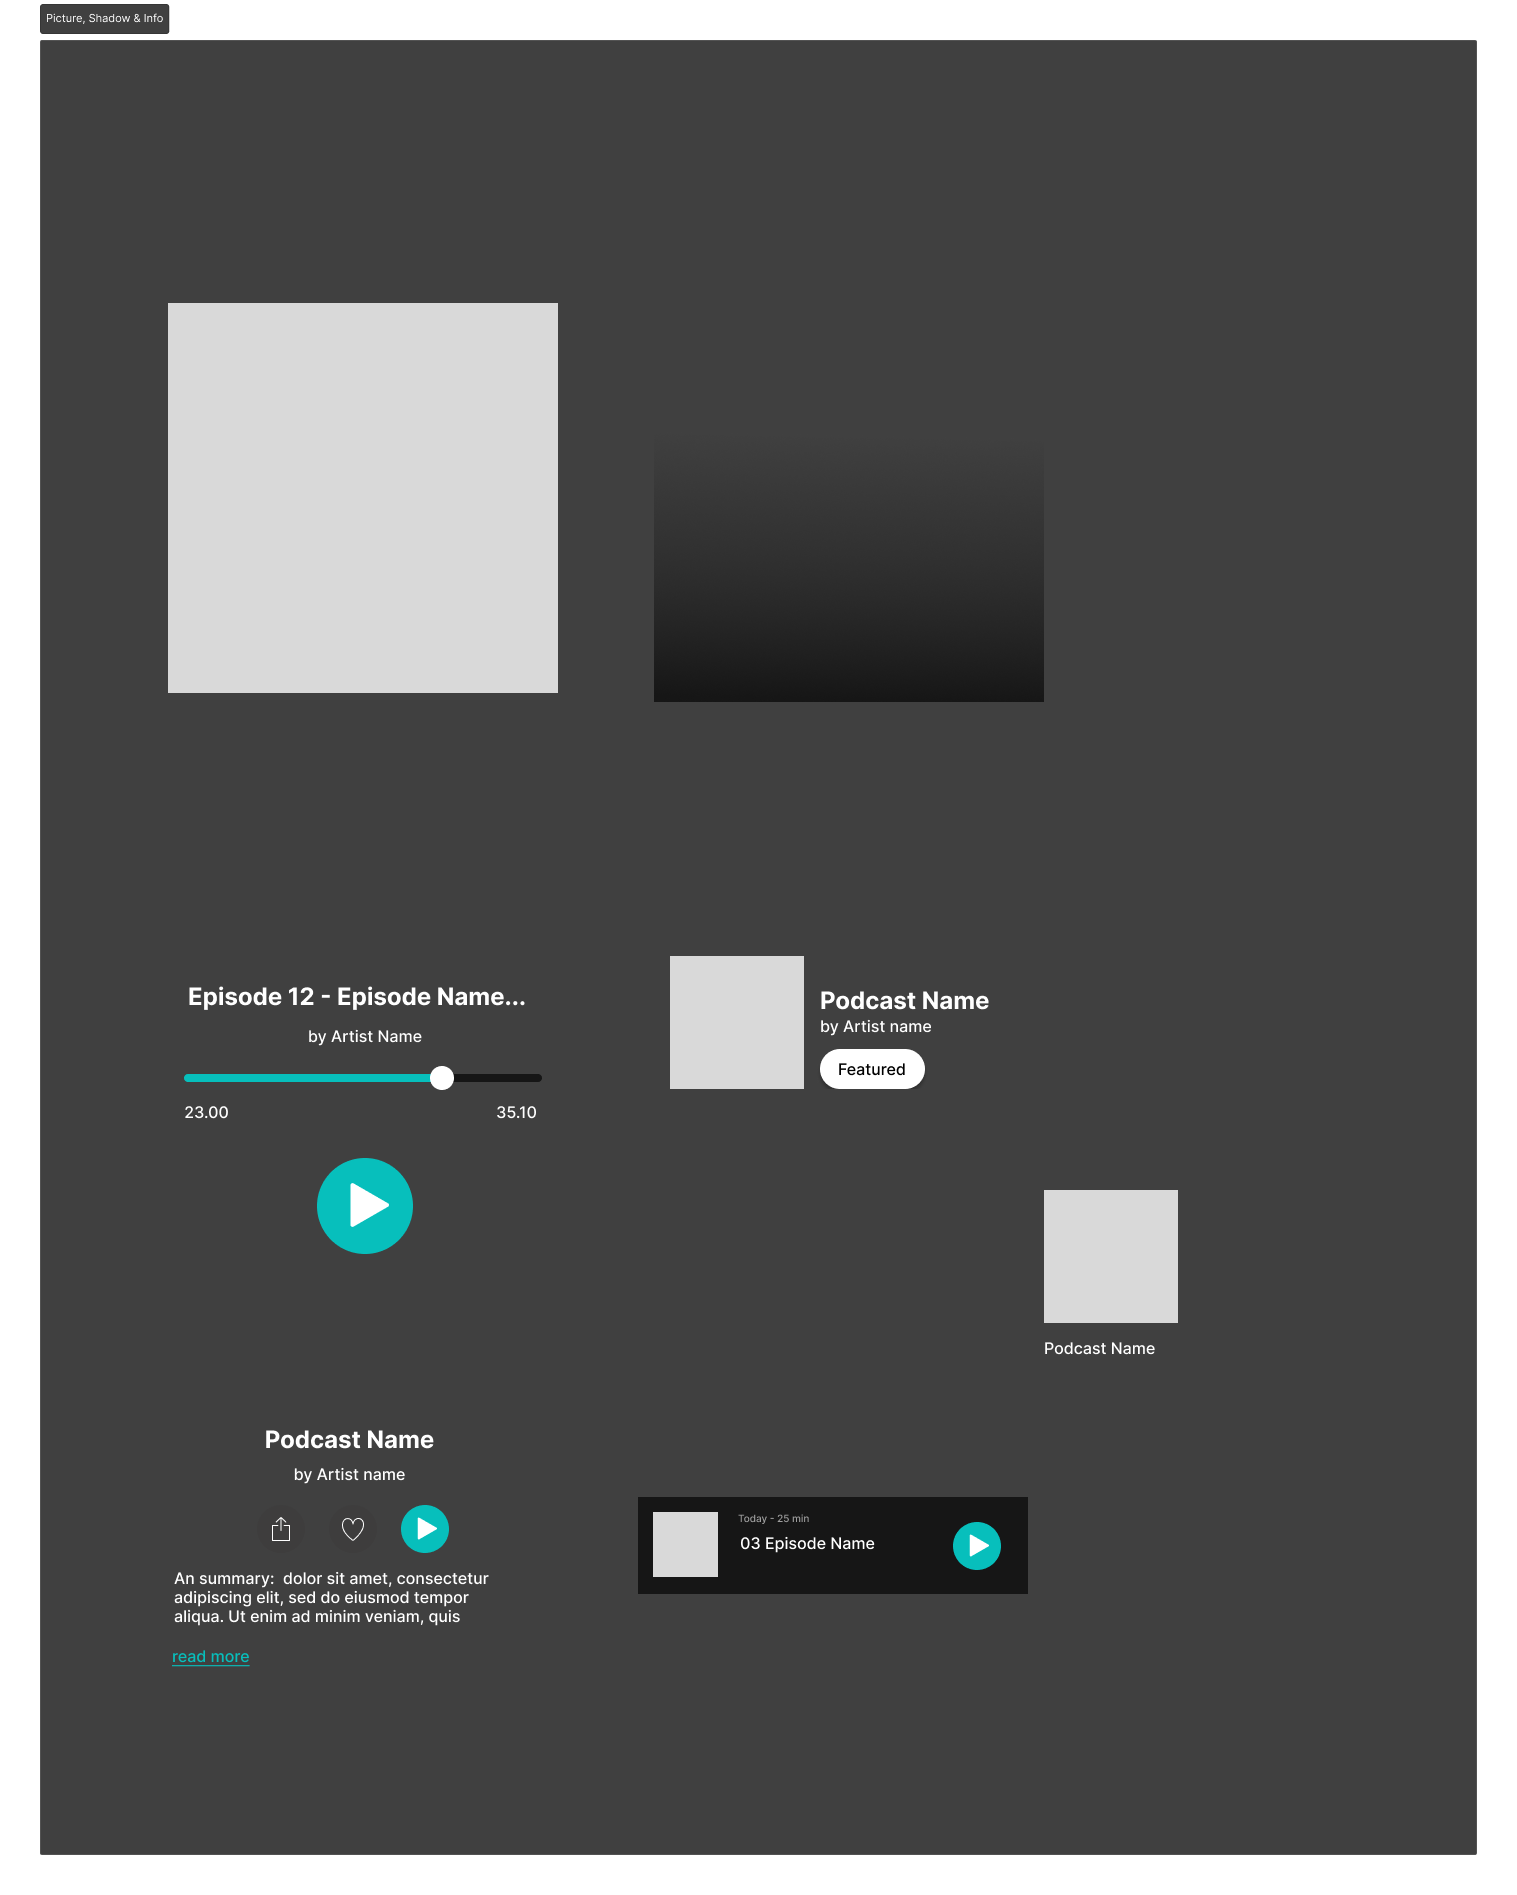 Picture, Shadow & Info
Episode 12 - Episode Name...
by Artist Name
23.00
35.10
Podcast Name
by Artist name
Featured
Podcast Name
Podcast Name
by Artist name
An summary:  dolor sit amet, consectetur
adipiscing elit, sed do eiusmod tempor
aliqua. Ut enim ad minim veniam, quis
read more
Today - 25 min
03 Episode Name